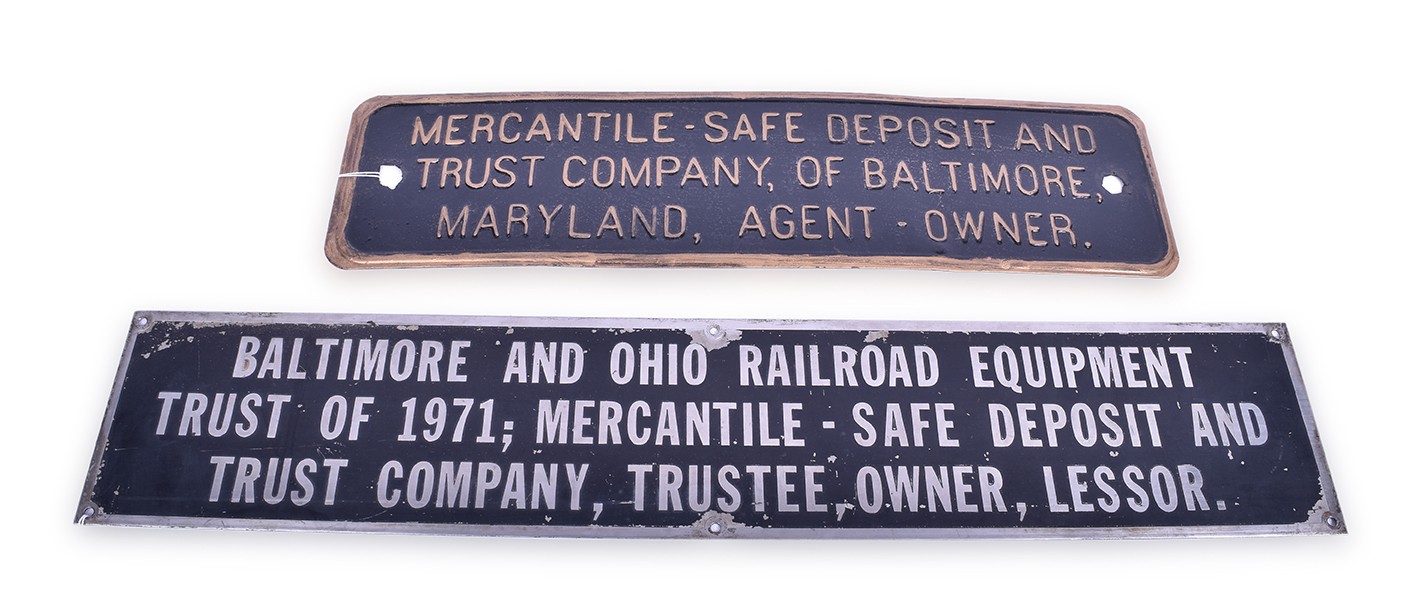 MERCANTILE-SAFE DEPOSIT AND
TRUST COMPANY, OF BALTIMORE,
MARYLAND, AGENT - OWNER.
BALTIMORE AND OHIO RAILROAD EQUIPMENT
TRUST OF 1971; MERCANTILE - SAFE DEPOSIT AND
TRUST COMPANY, TRUSTEE, OWNER, LESSOR.